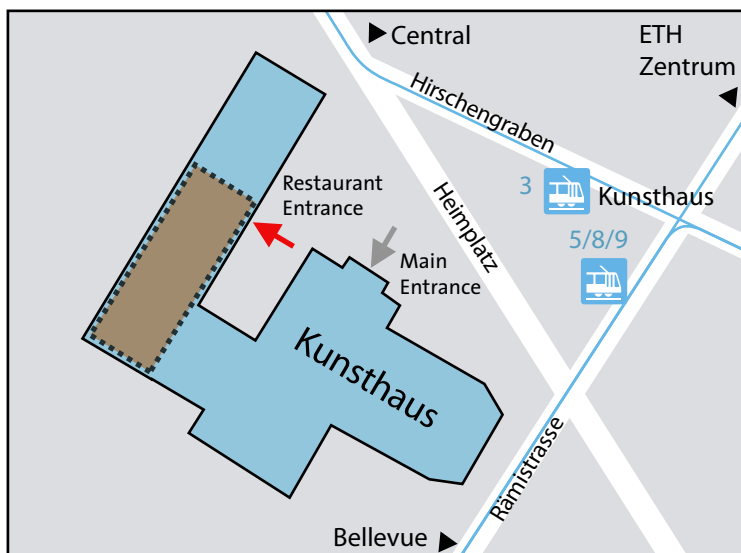 Central
ETH
Zentrum
Hirschengraben
Restaurant
Entrance
3
Kunsthaus
Heimplatz
5/8/9
Main
Entrance
Kunsthaus
Rämistrasse
Bellevue